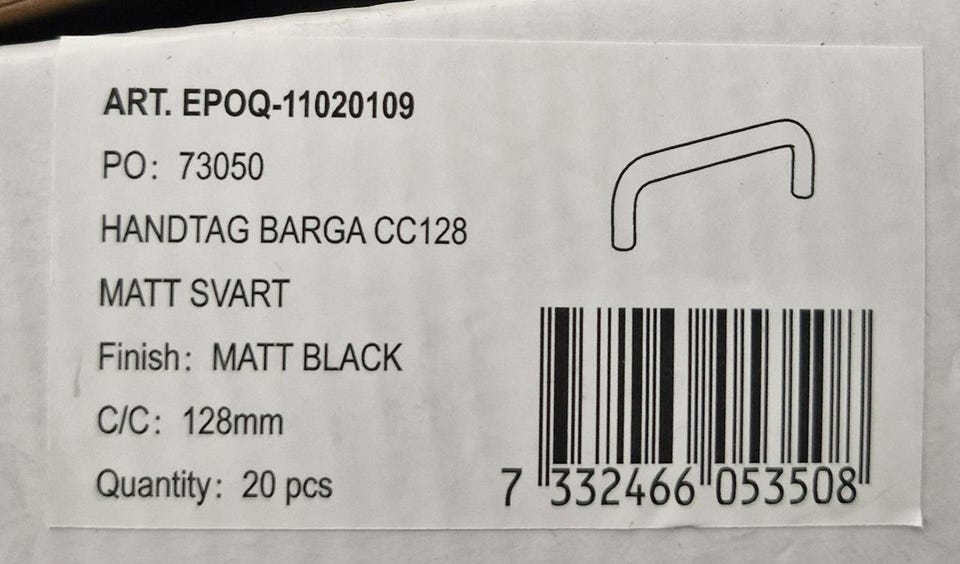 ART. EPOQ-11020109
PO: 73050
HANDTAG BARGA CC128
MATT SVART
Finish: MATT BLACK
C/C: 128mm
Quantity: 20 pcs
7 332466 053508